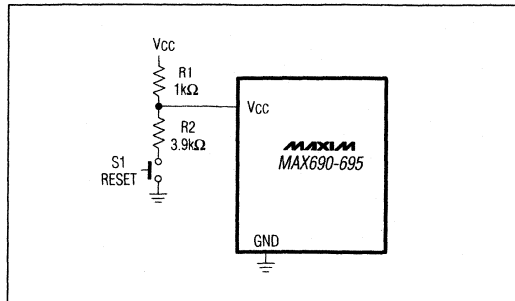 VCC
R1
1kΩ
VCC
R2
3.9kΩ
S1
RESET
MAXIM
MAX690-695
GND